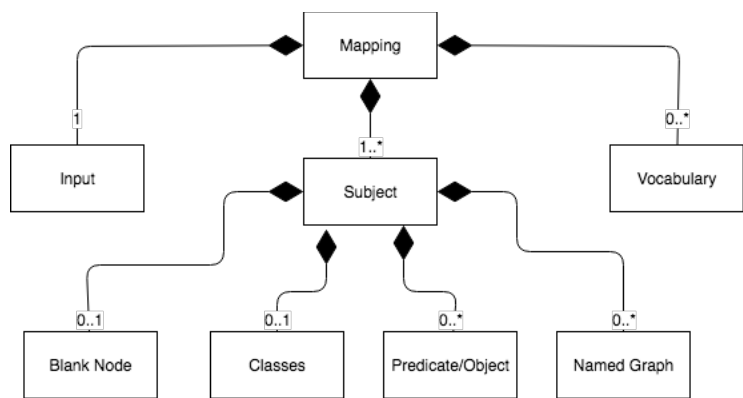 Mapping
1
1..*
0..*
Input
Subject
Vocabulary
0..1
0..1
0..*
0..*
Blank Node
Classes
Predicate/Object
Named Graph